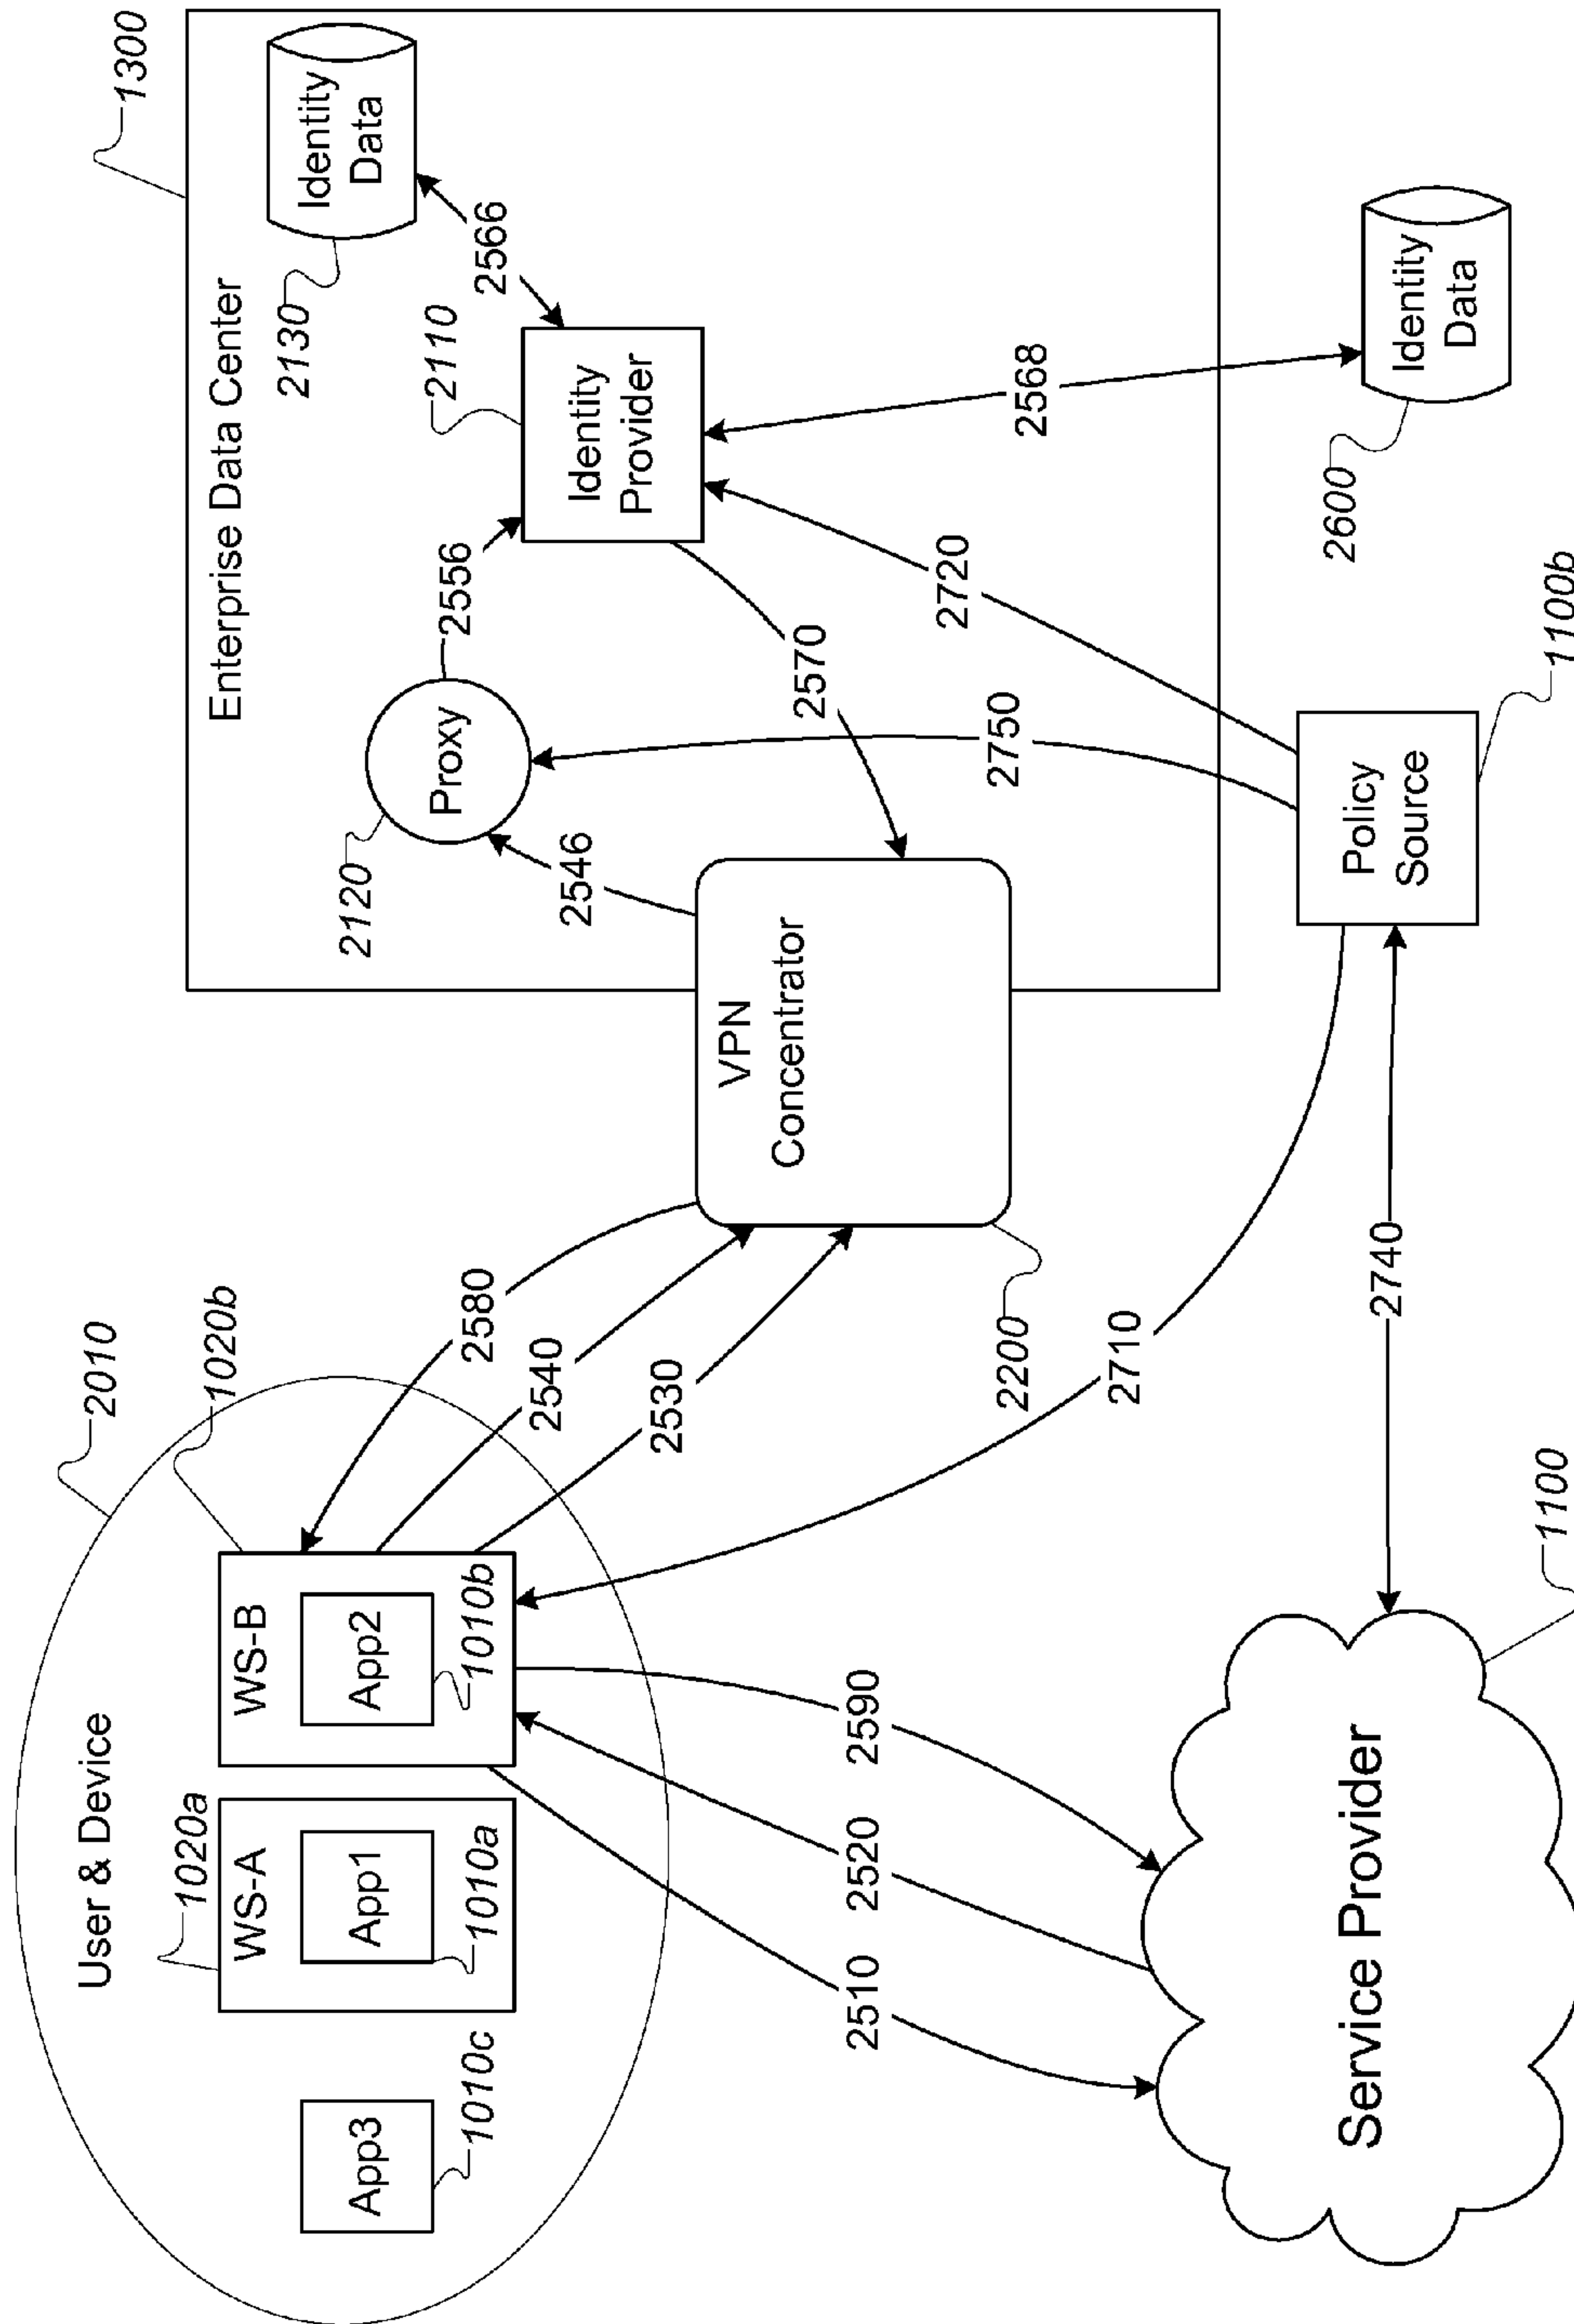 User & Device
2010
App3
1010c
WS-A
1020a
App1
1010a
WS-B
1020b
App2
1010b
2580
2540
2530
2510
2520
2590
2710
2740
Service Provider
1100
VPN
Concentrator
2200
Enterprise Data Center
1300
Proxy
2120
2546
2556
Identity
Provider
2110
2566
Identity
Data
2130
2570
2750
2720
2568
Policy
Source
1100b
Identity
Data
2600